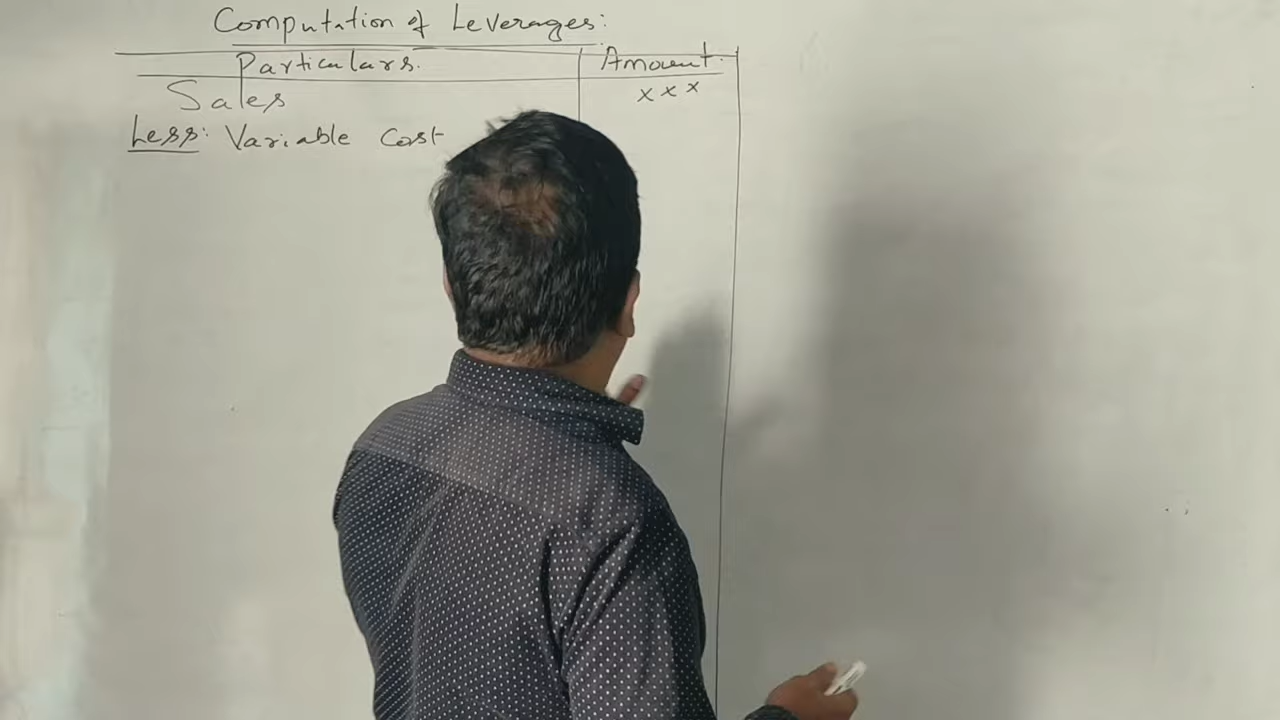 Computation of Leverages:
Particulars. Amount.
Sales xxx
Less: Variable Cost